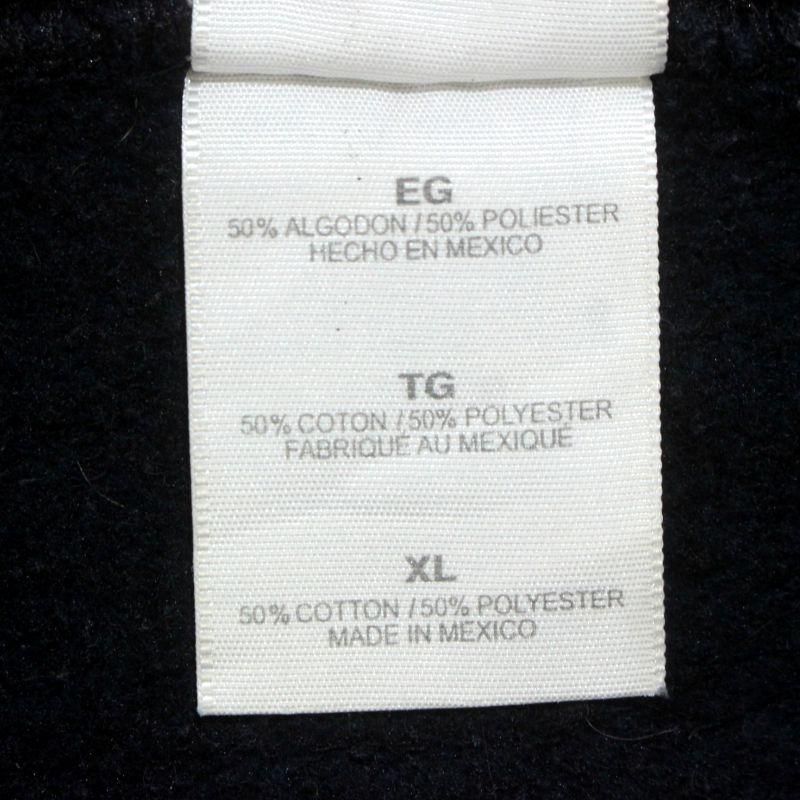 EG
50% ALGODON / 50% POLIESTER
HECHO EN MEXICO
TG
50% COTON / 50% POLYESTER
FABRIQUÉ AU MEXIQUE
XL
50% COTTON / 50% POLYESTER
MADE IN MEXICO